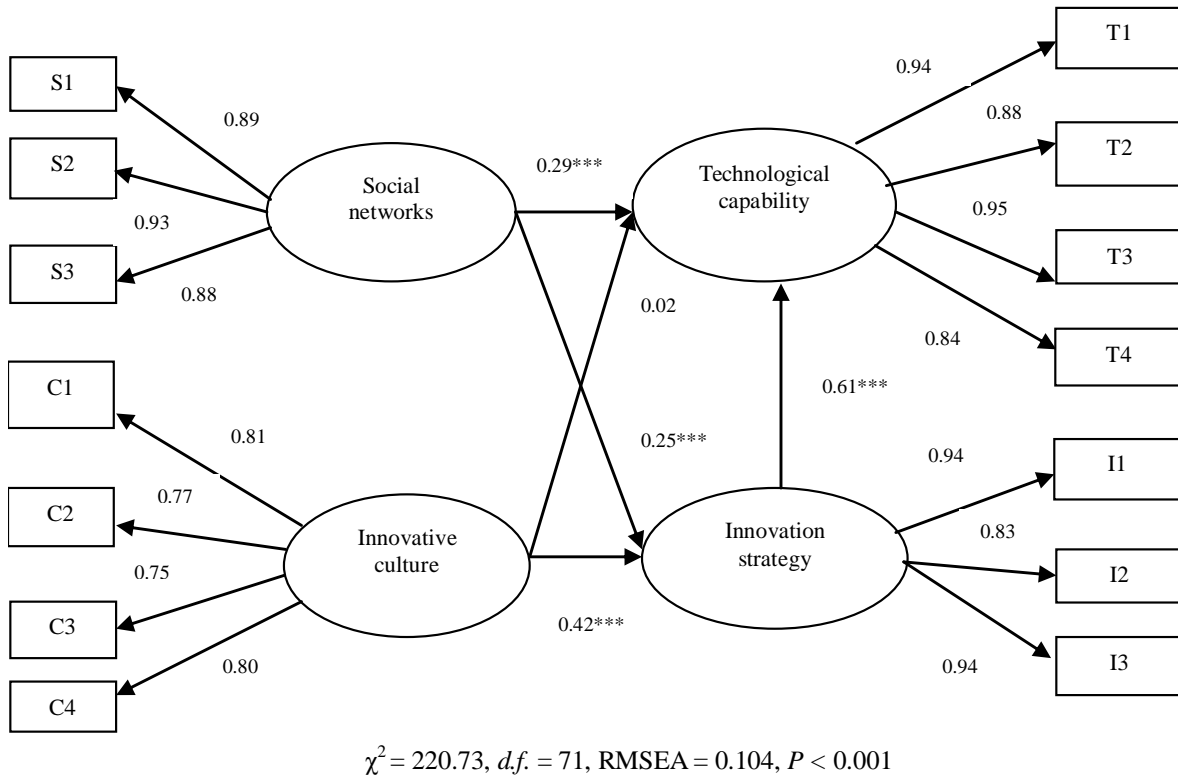 T1
0.94
S1
0.89
0.88
S2
Social
networks
0.29***
Technological
capability
T2
0.93
0.95
S3
T3
0.88
0.02
0.84
T4
C1
0.61***
0.81
0.25***
0.94
I1
0.77
C2
Innovative
culture
Innovation
strategy
0.83
0.75
I2
C3
0.42***
0.80
0.94
I3
C4
χ² = 220.73, d.f. = 71, RMSEA = 0.104, P < 0.001